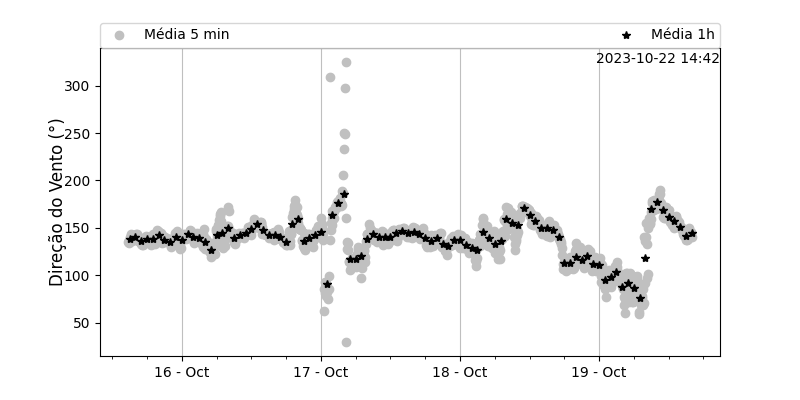 Média 5 min
Média 1h
2023-10-22 14:42
Direção do Vento (°)
300
250
200
150
100
50
16 - Oct
17 - Oct
18 - Oct
19 - Oct